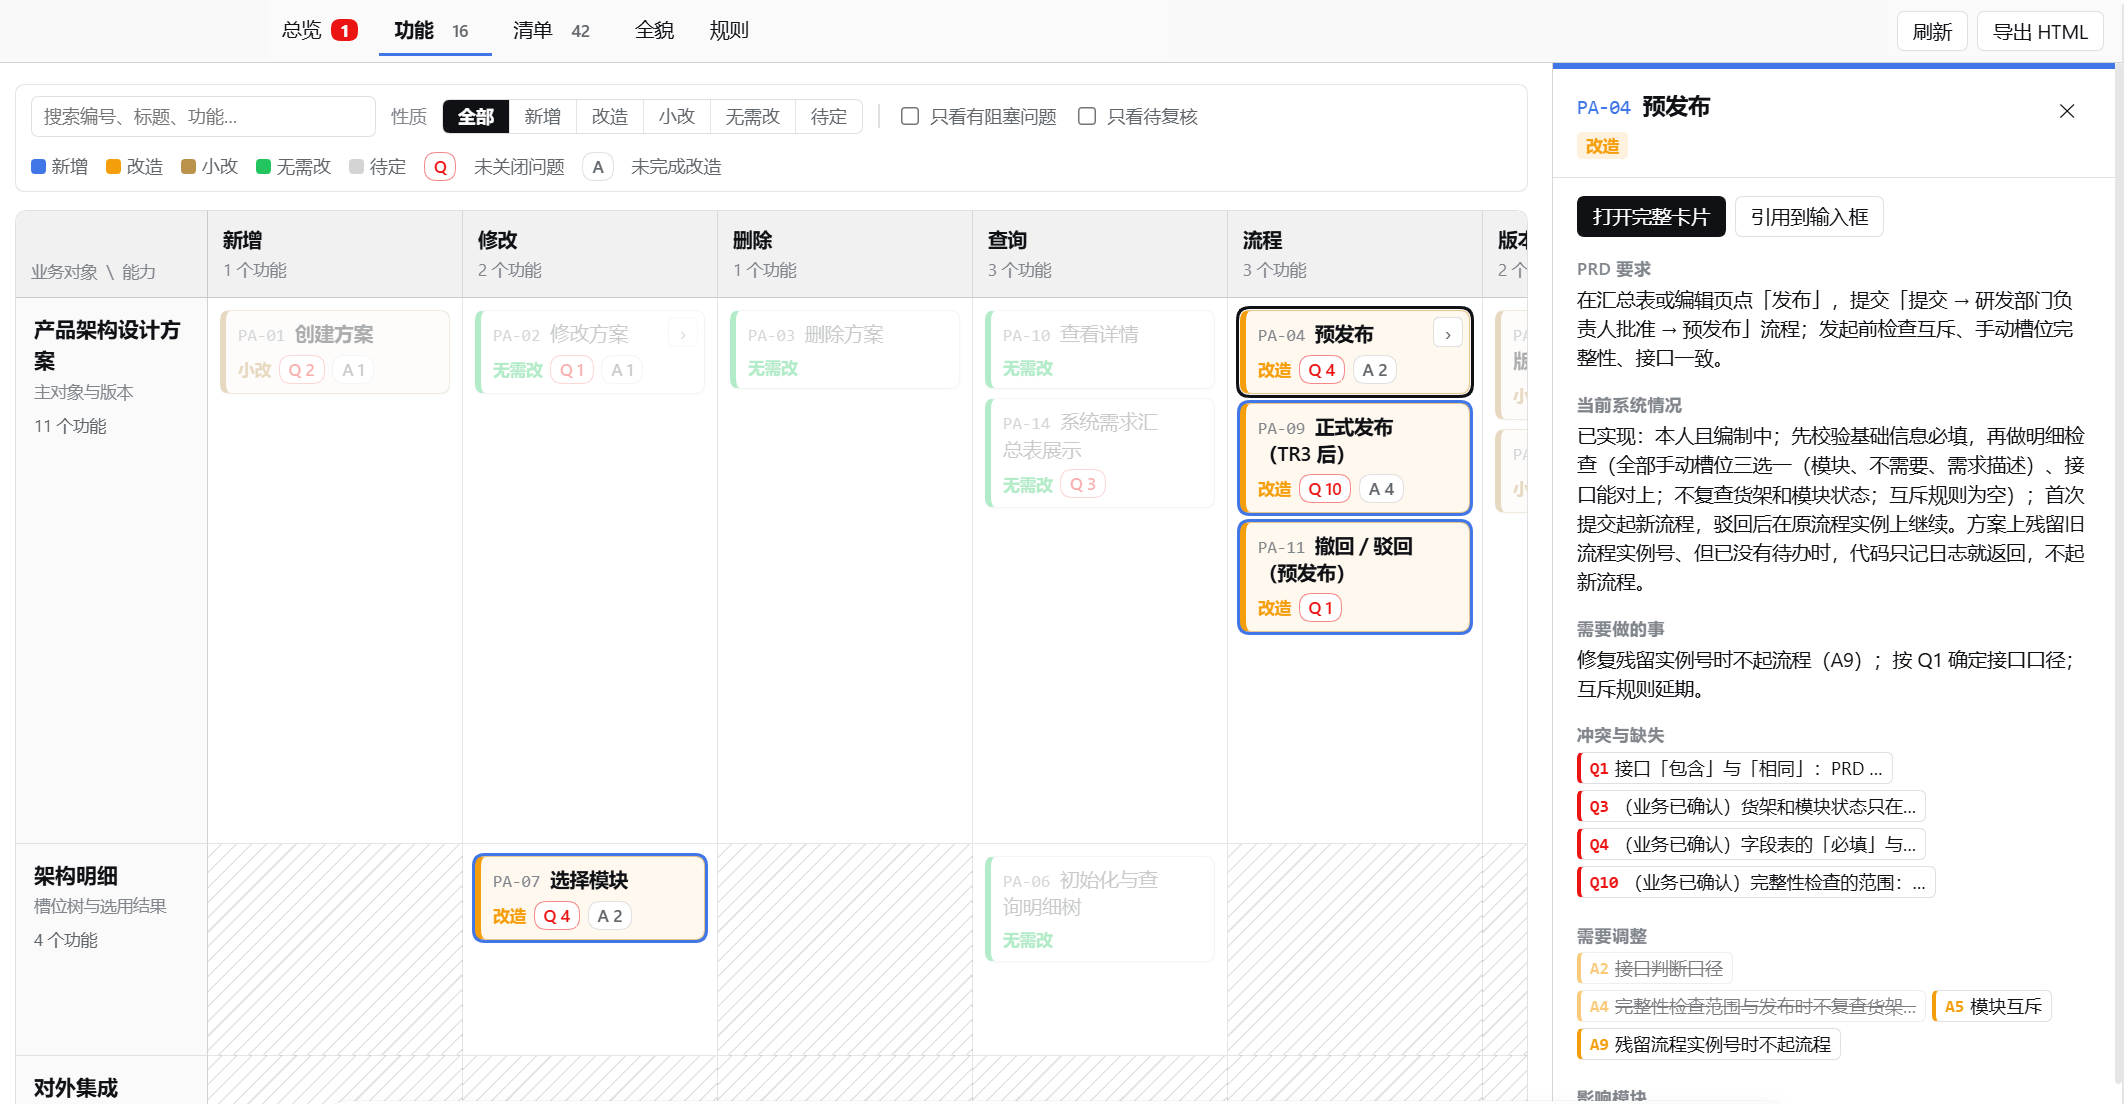 总览 1 功能 16 清单 42 全貌 规则 刷新 导出 HTML
搜索编号、标题、功能... 性质 全部 新增 改造 小改 无需改 待定 只看有阻塞问题 只看待复核
新增 改造 小改 无需改 待定 Q 未关闭问题 A 未完成改造
业务对象 \ 能力
新增
1 个功能
修改
2 个功能
删除
1 个功能
查询
3 个功能
流程
3 个功能
版本
2 个
产品架构设计方
案
主对象与版本
11 个功能
PA-01 创建方案
小改 Q 2 A 1
PA-02 修改方案 ›
无需改 Q 1 A 1
PA-03 删除方案
无需改
PA-10 查看详情
无需改
PA-14 系统需求汇
总表展示
无需改 Q 3
PA-04 预发布 ›
改造 Q 4 A 2
PA-09 正式发布
（TR3 后）
改造 Q 10 A 4
PA-11 撤回 / 驳回
（预发布）
改造 Q 1
PA
版
小
PA
小
架构明细
槽位树与选用结果
4 个功能
PA-07 选择模块
改造 Q 4 A 2
PA-06 初始化与查
询明细树
无需改
对外集成
PA-04 预发布
改造
打开完整卡片 引用到输入框
PRD 要求
在汇总表或编辑页点「发布」，提交「提交 → 研发部门负
责人批准 → 预发布」流程；发起前检查互斥、手动槽位完
整性、接口一致。
当前系统情况
已实现：本人且编制中；先校验基础信息必填，再做明细检
查（全部手动槽位三选一（模块、不需要、需求描述）、接
口能对上；不复查货架和模块状态；互斥规则为空）；首次
提交起新流程，驳回后在原流程实例上继续。方案上残留旧
流程实例号、但已没有待办时，代码只记日志就返回，不起
新流程。
需要做的事
修复残留实例号时不起流程（A9）；按 Q1 确定接口口径；
互斥规则延期。
冲突与缺失
Q1 接口「包含」与「相同」：PRD ...
Q3 （业务已确认）货架和模块状态只在...
Q4 （业务已确认）字段表的「必填」与...
Q10 （业务已确认）完整性检查的范围：...
需要调整
A2 接口判断口径
A4 完整性检查范围与发布时不复查货架... A5 模块互斥
A9 残留流程实例号时不起流程
影响模块